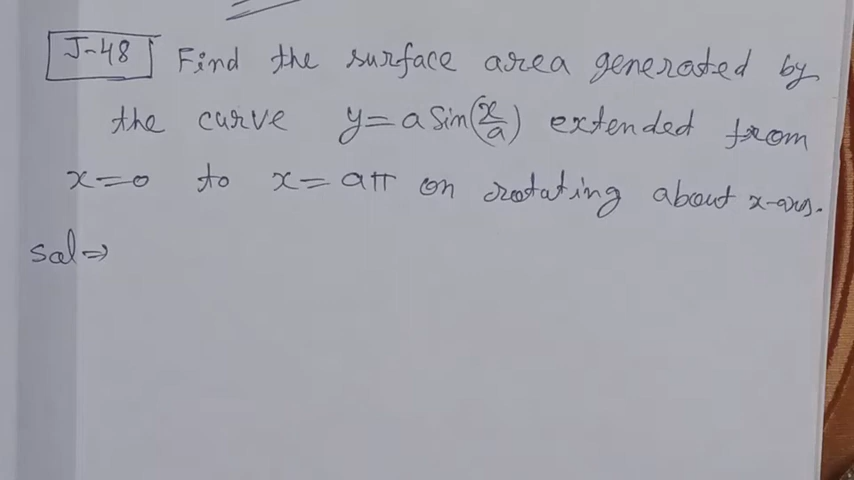 J-48 Find the surface area generated by
the curve y=a Sin(x/a) extended from
x=0 to x=aπ on rotating about x-axis.
Sol⇒